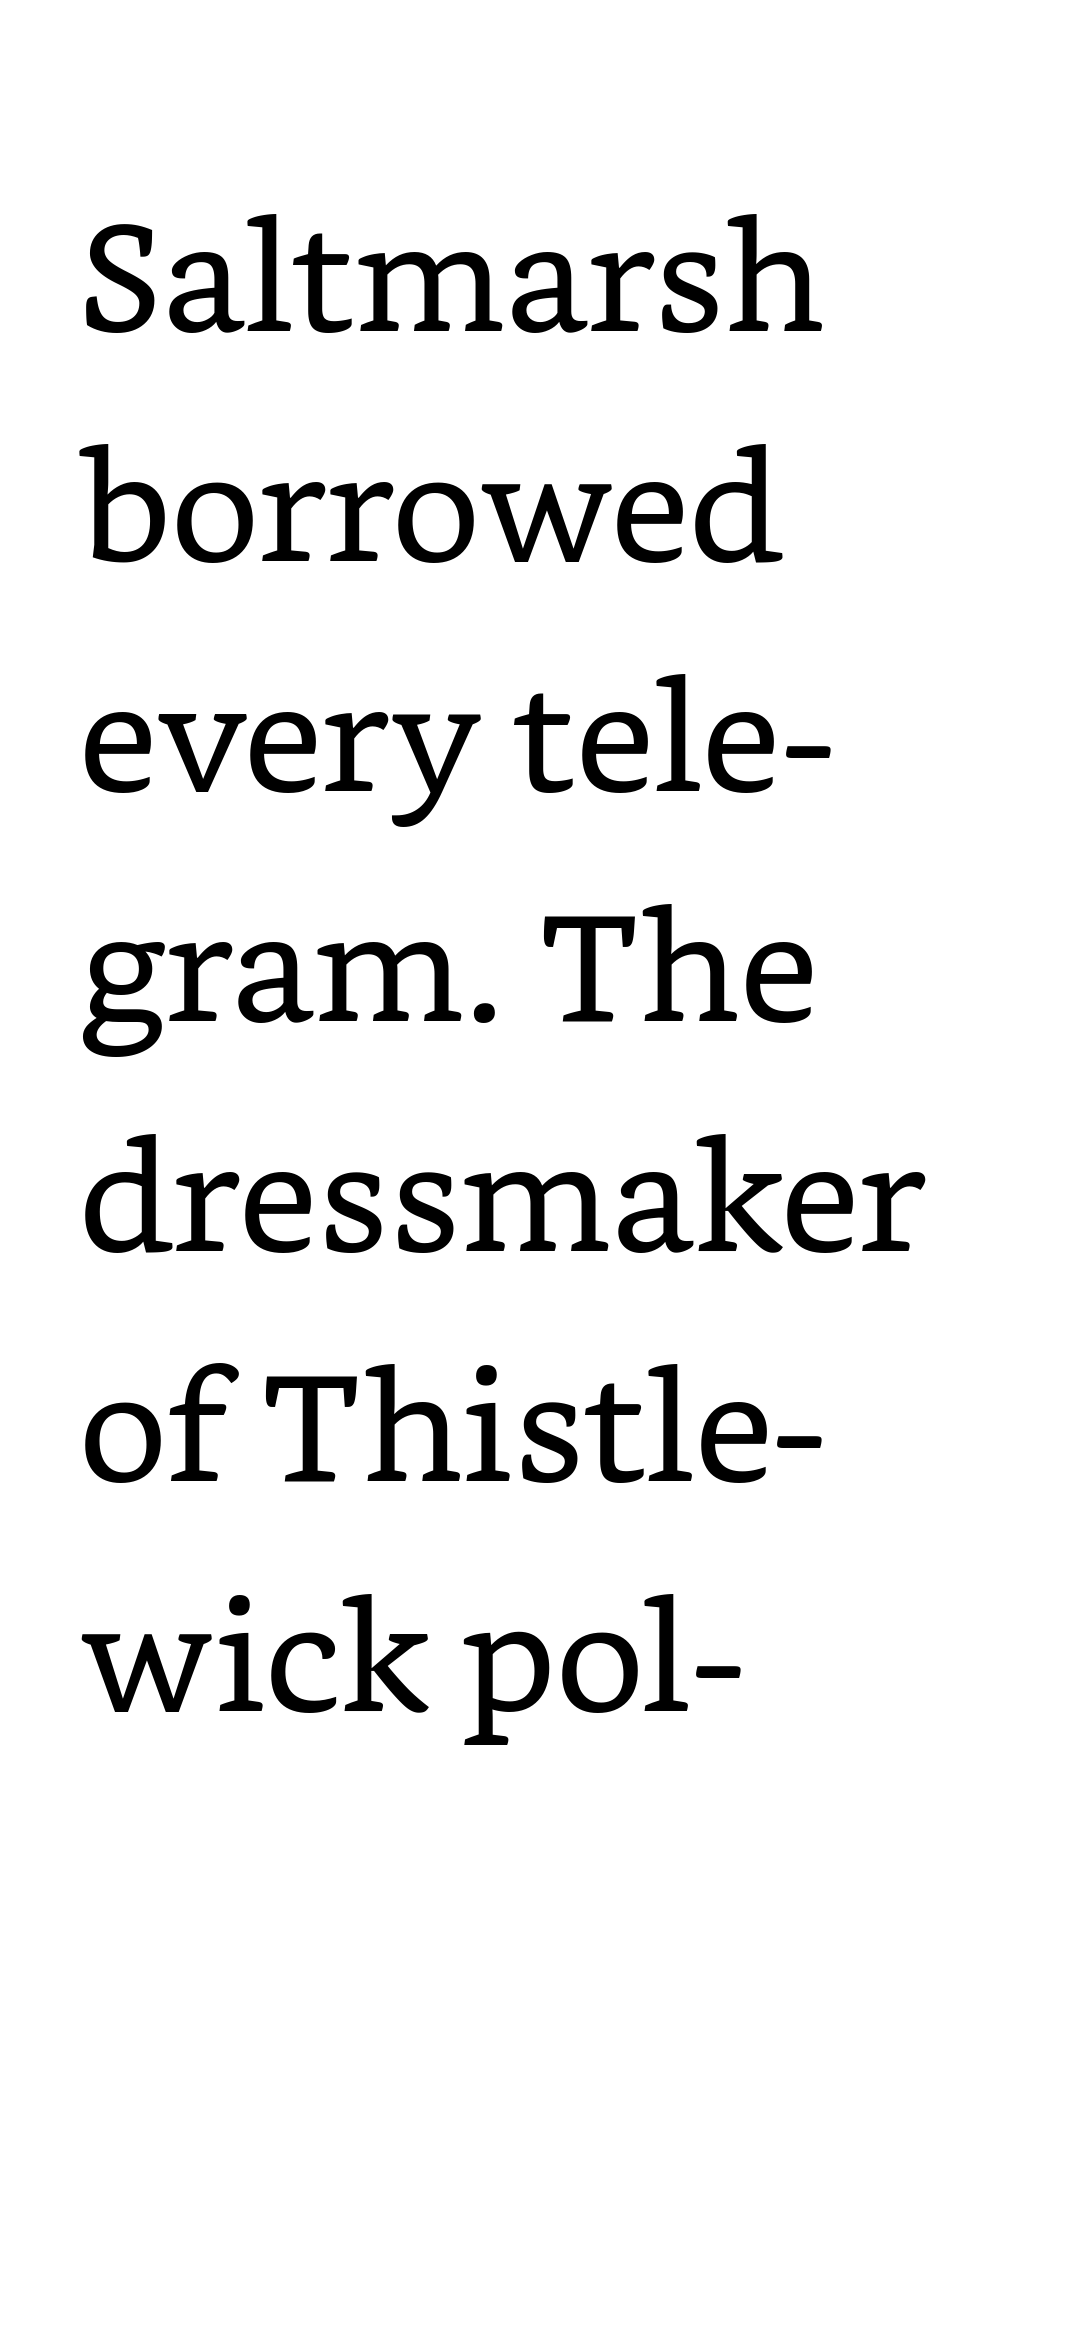 Saltmarsh
borrowed
every tele-
gram. The
dressmaker
of Thistle-
wick pol-